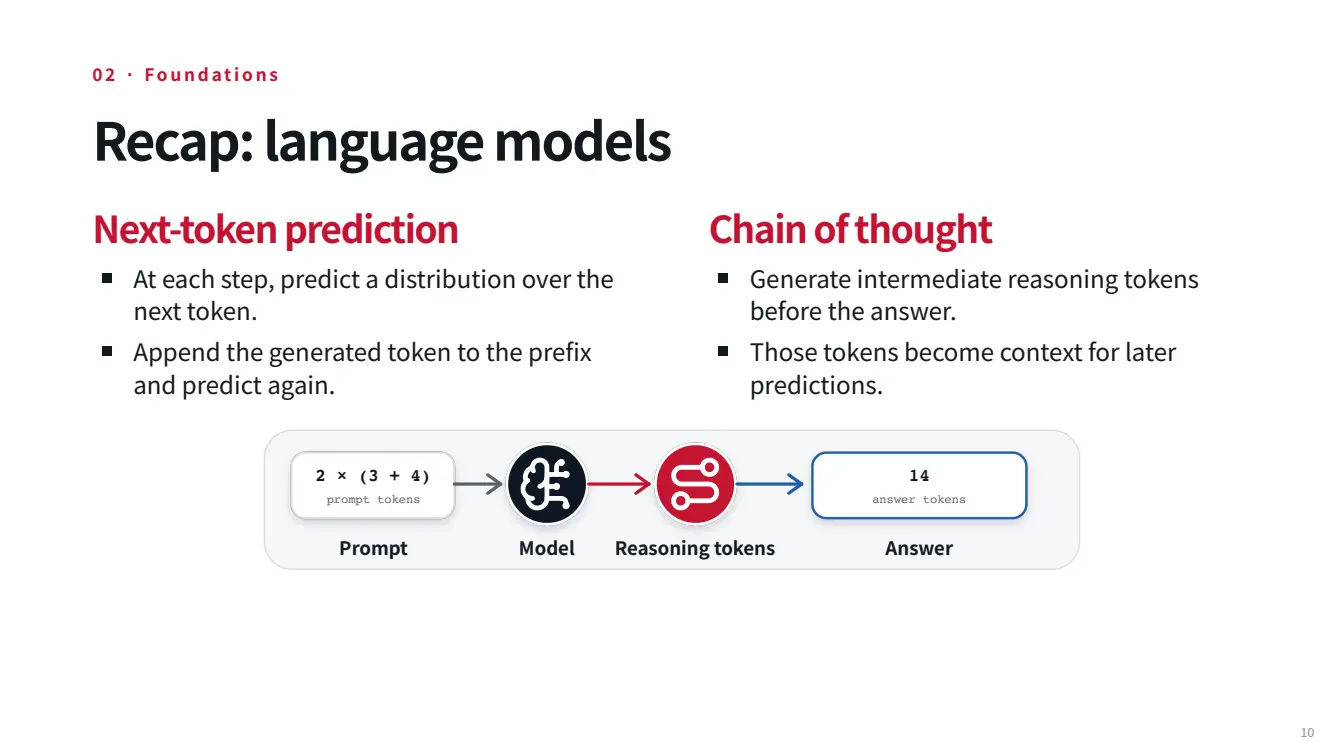 02 · Foundations
Recap: language models
Next-token prediction
At each step, predict a distribution over the
next token.
Append the generated token to the prefix
and predict again.
Chain of thought
Generate intermediate reasoning tokens
before the answer.
Those tokens become context for later
predictions.
2 × (3 + 4)
prompt tokens
14
answer tokens
Prompt
Model
Reasoning tokens
Answer
10